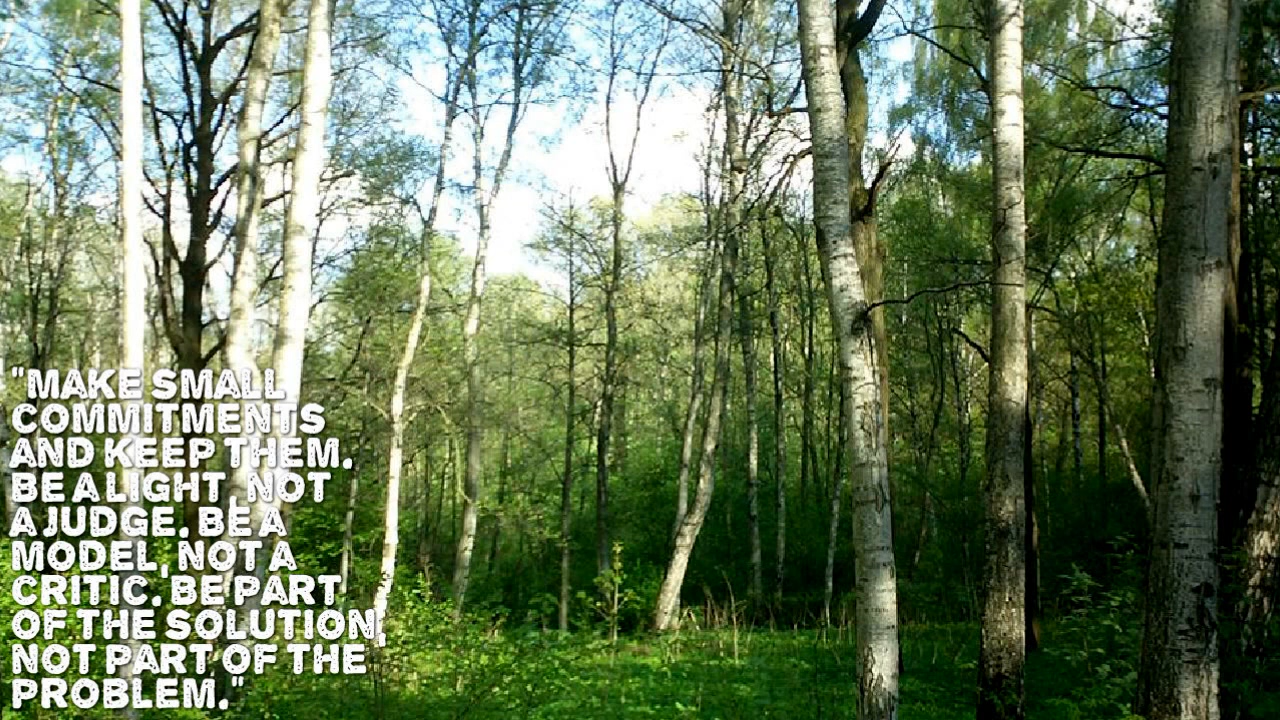 "MAKE SMALL
COMMITMENTS
AND KEEP THEM.
BE A LIGHT, NOT
A JUDGE. BE A
MODEL, NOT A
CRITIC. BE PART
OF THE SOLUTION,
NOT PART OF THE
PROBLEM."